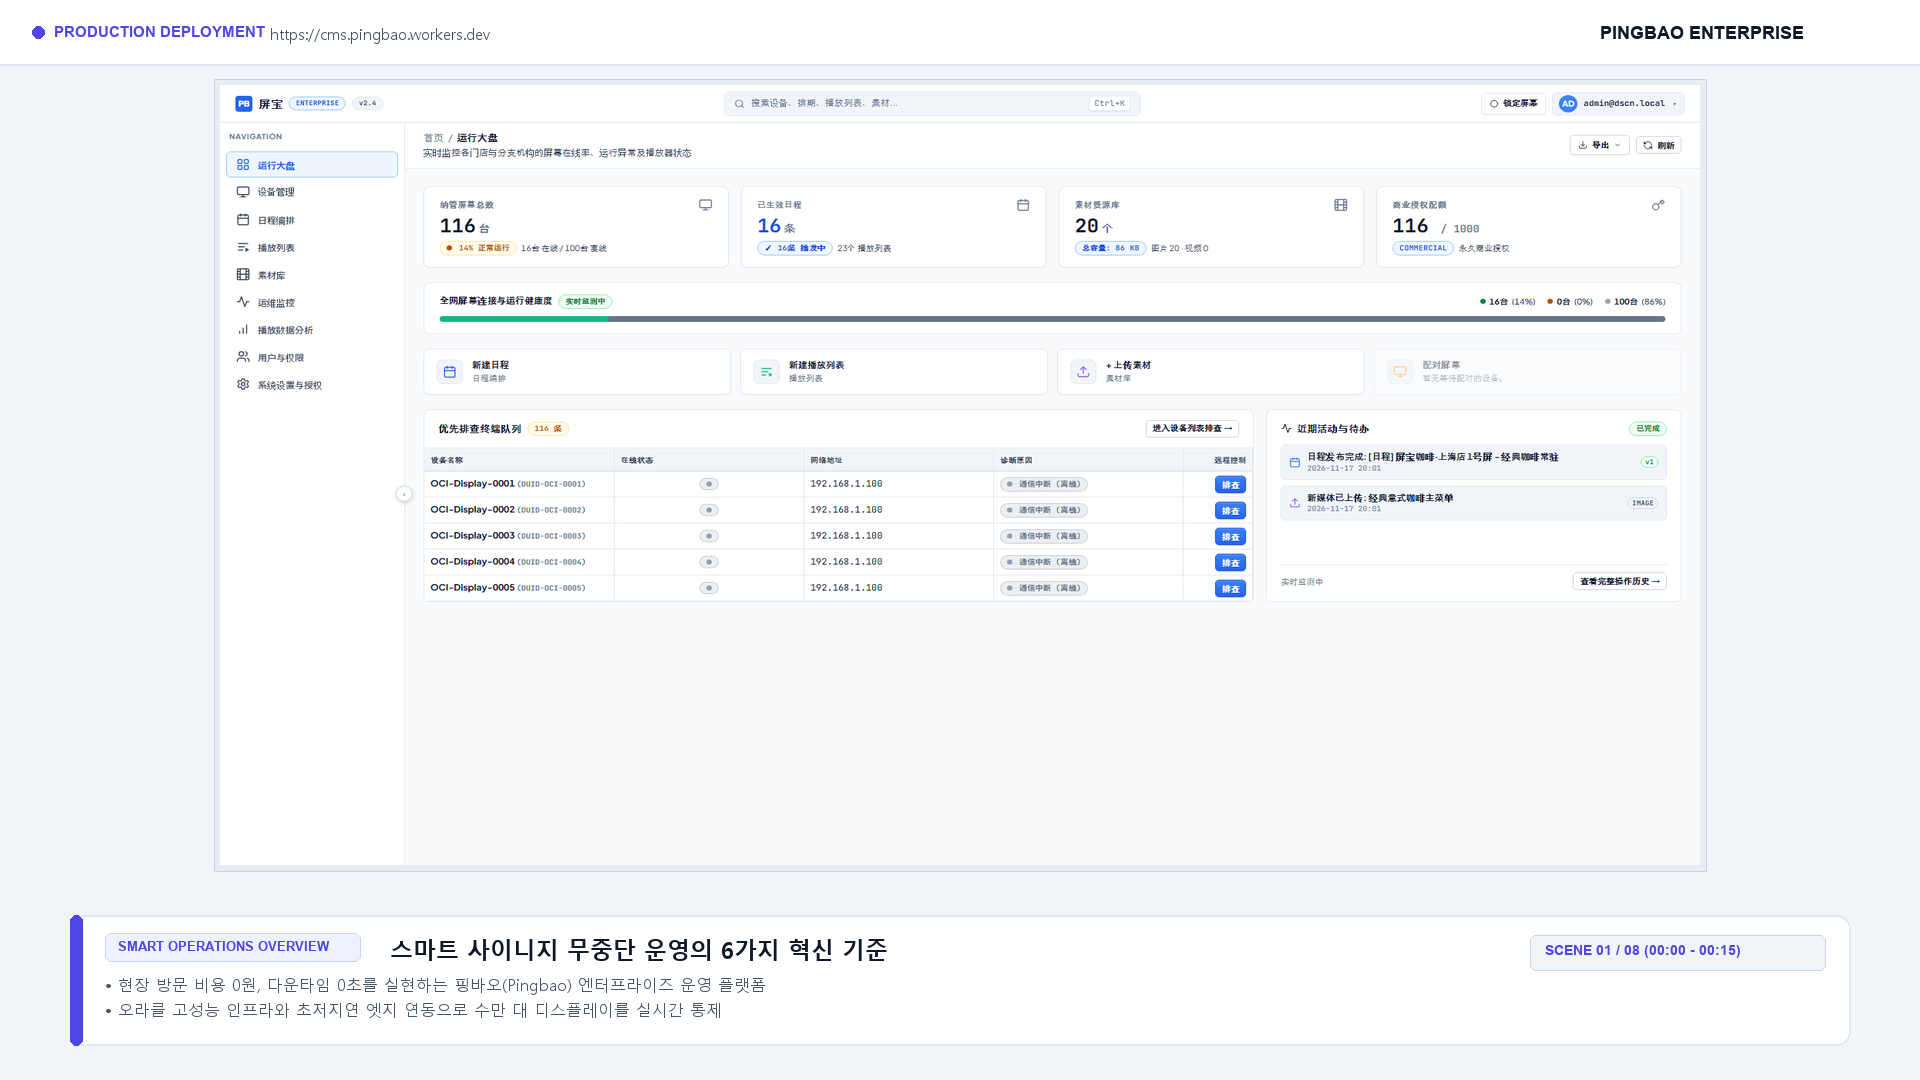 PRODUCTION DEPLOYMENT https://cms.pingbao.workers.dev
PINGBAO ENTERPRISE
PB 屏宝 ENTERPRISE v2.4
搜索设备、排期、播放列表、素材... Ctrl+K
锁定屏幕
AD admin@dscn.local
NAVIGATION
运行大盘
设备管理
日程编排
播放列表
素材库
运维监控
播放数据分析
用户与权限
系统设置与授权
首页 / 运行大盘
实时监控各门店与分支机构的屏幕在线率、运行异常及播放器状态
导出
刷新
纳管屏幕总数
116 台
14% 正常运行 16台在线 / 100台离线
已生效日程
16 条
✓ 16条 播发中 23个 播放列表
素材资源库
20 个
总容量: 86 KB 图片 20 · 视频 0
商业授权配额
116 / 1000
COMMERCIAL 永久商业授权
全网屏幕连接与运行健康度 实时监测中
16台 (14%) 0台 (0%) 100台 (86%)
新建日程
日程编排
新建播放列表
播放列表
+ 上传素材
素材库
配对屏幕
暂无等待配对的设备。
优先排查终端队列 116 条
进入设备列表排查 →
设备名称 在线状态 网络地址 诊断原因 远程控制
OCI-Display-0001 (DUID-OCI-0001) 192.168.1.100 通信中断 (离线) 排查
OCI-Display-0002 (DUID-OCI-0002) 192.168.1.100 通信中断 (离线) 排查
OCI-Display-0003 (DUID-OCI-0003) 192.168.1.100 通信中断 (离线) 排查
OCI-Display-0004 (DUID-OCI-0004) 192.168.1.100 通信中断 (离线) 排查
OCI-Display-0005 (DUID-OCI-0005) 192.168.1.100 通信中断 (离线) 排查
近期活动与待办 已完成
日程发布完成: [日程] 屏宝咖啡·上海店 1号屏 - 经典咖啡常驻
2026-11-17 20:01
v1
新媒体已上传: 经典意式咖啡主菜单
2026-11-17 20:01
IMAGE
实时监测中
查看完整操作历史 →
SMART OPERATIONS OVERVIEW
스마트 사이니지 무중단 운영의 6가지 혁신 기준
SCENE 01 / 08 (00:00 - 00:15)
• 현장 방문 비용 0원, 다운타임 0초를 실현하는 핑바오(Pingbao) 엔터프라이즈 운영 플랫폼
• 오라클 고성능 인프라와 초저지연 엣지 연동으로 수만 대 디스플레이를 실시간 통제